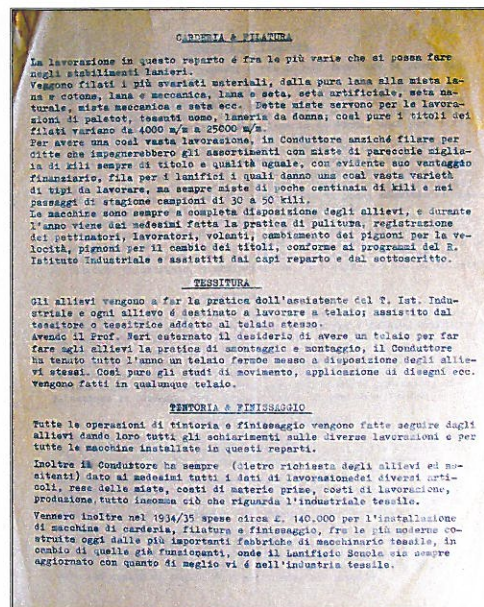 CARDERIA & FILATURA
La lavorazione in questo reparto é fra le più varie che si possa fare
negli stabilimenti lanieri.
Vengono filati i più svariati materiali, dalla pura lana alla mista la-
na e cotone, lana e meccanica, lana e seta, seta artificiale, seta na-
turale, mista meccanica e seta ecc. Dette miste servono per le lavorazio-
ni di paletot, tessuti uomo, laneria da donna; così pure i titoli dei
filati variano da 4000 m/m a 25000 m/m.
Per avere una così vasta lavorazione, il Conduttore anziché filare per
ditte che impegnerebbero gli assortimenti con miste di parecchie miglia-
ia di kili sempre di titolo e qualità uguale, con evidente suo vantaggio
finanziario, fila per i lanifici i quali danno una così vasta varietà
di tipi da lavorare, ma sempre miste di poche centinaia di kili e nei
passaggi di stagione campioni di 30 a 50 kili.
Le macchine sono sempre a completa disposizione degli allievi, e durante
l'anno viene dai medesimi fatta la pratica di pulitura, registrazione
dei pettinatori, lavoratori, volanti, cambiamento dei pignoni per la ve-
locità, pignoni per il cambio dei titoli, conforme ai programmi del R.
Istituto Industriale e assistiti dai capi reparto e dal sottoscritto.
TESSITURA
Gli allievi vengono a far la pratica dell'assistente del T. Ist. Indu-
striale e ogni allievo é destinato a lavorare a telaio; assistito dal
tessitore o tessitrice addetto al telaio stesso.
Avendo il Prof. Neri esternato il desiderio di avere un telaio per far
fare agli allievi la pratica di smontaggio e montaggio, il Conduttore
ha tenuto tutto l'anno un telaio fermo e messo a disposizione degli allie-
vi stessi. Così pure gli studi di movimento, applicazione di disegni ecc.
vengono fatti in qualunque telaio.
TINTORIA & FINISSAGGIO
Tutte le operazioni di tintoria e finissaggio vengono fatte seguire dagli
allievi dando loro tutti gli schiarimenti sulle diverse lavorazioni e per
tutte le macchine installate in questi reparti.
Inoltre il Conduttore ha sempre (dietro richiesta degli allievi ed as-
sitenti) dato ai medesimi tutti i dati di lavorazionedei diversi arti-
coli, rese delle miste, costi di materie prime, costi di lavorazione,
produzione, tutto insomma ciò che riguarda l'industriale tessile.
Vennero inoltre nel 1934/35 spese circa £. 140.000 per l'installazione
di macchine di carderia, filatura e finissaggio, fra le più moderne co-
struite oggi dalle più importanti fabbriche di macchinario tessile, in
cambio di quelle già funzionanti, onde il Lanificio Scuola sia sempre
aggiornato con quanto di meglio vi é nell'industria tessile.